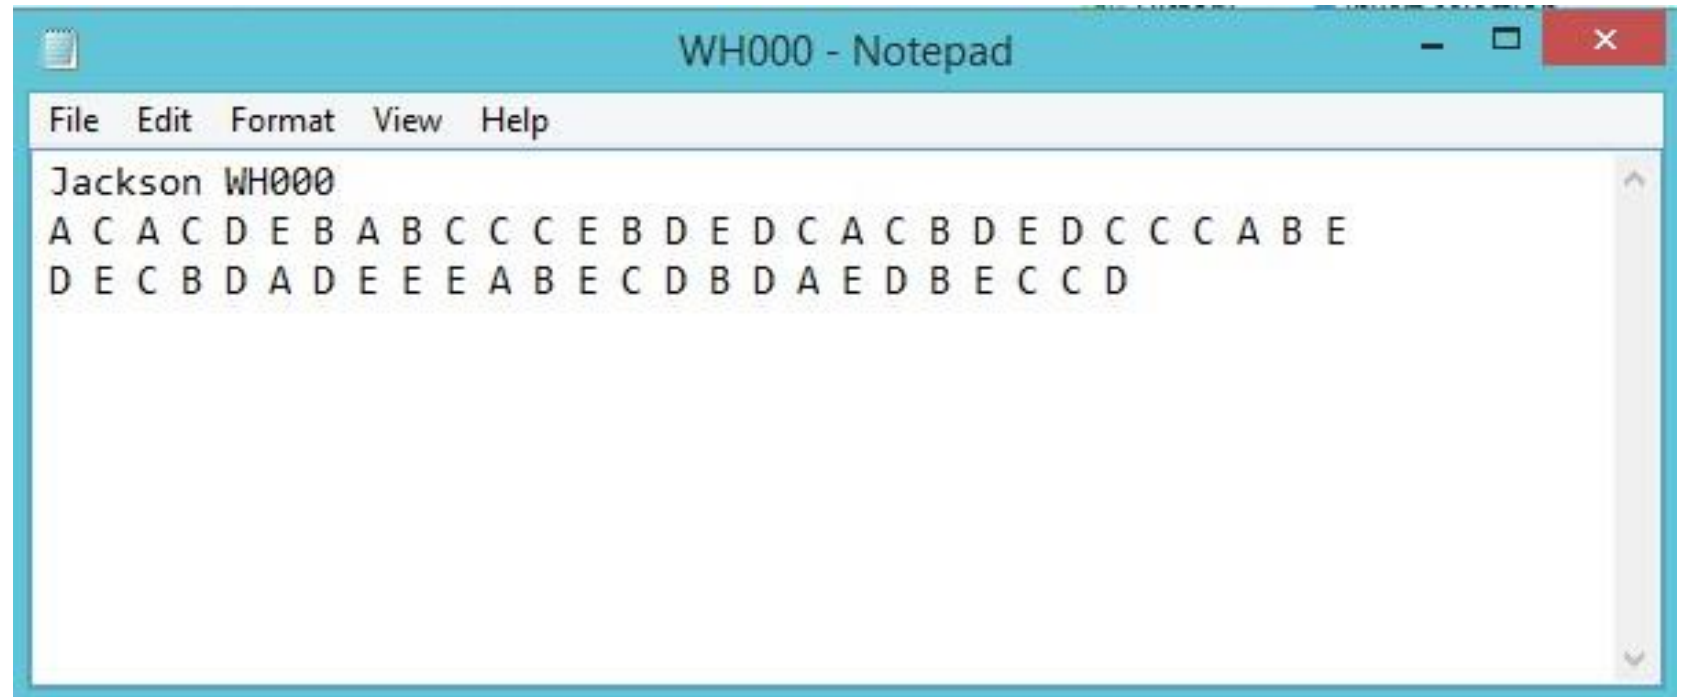 WH000 - Notepad
File Edit Format View Help
Jackson WH000
A C A C D E B A B C C C E B D E D C A C B D E D C C C A B E
D E C B D A D E E E A B E C D B D A E D B E C C D